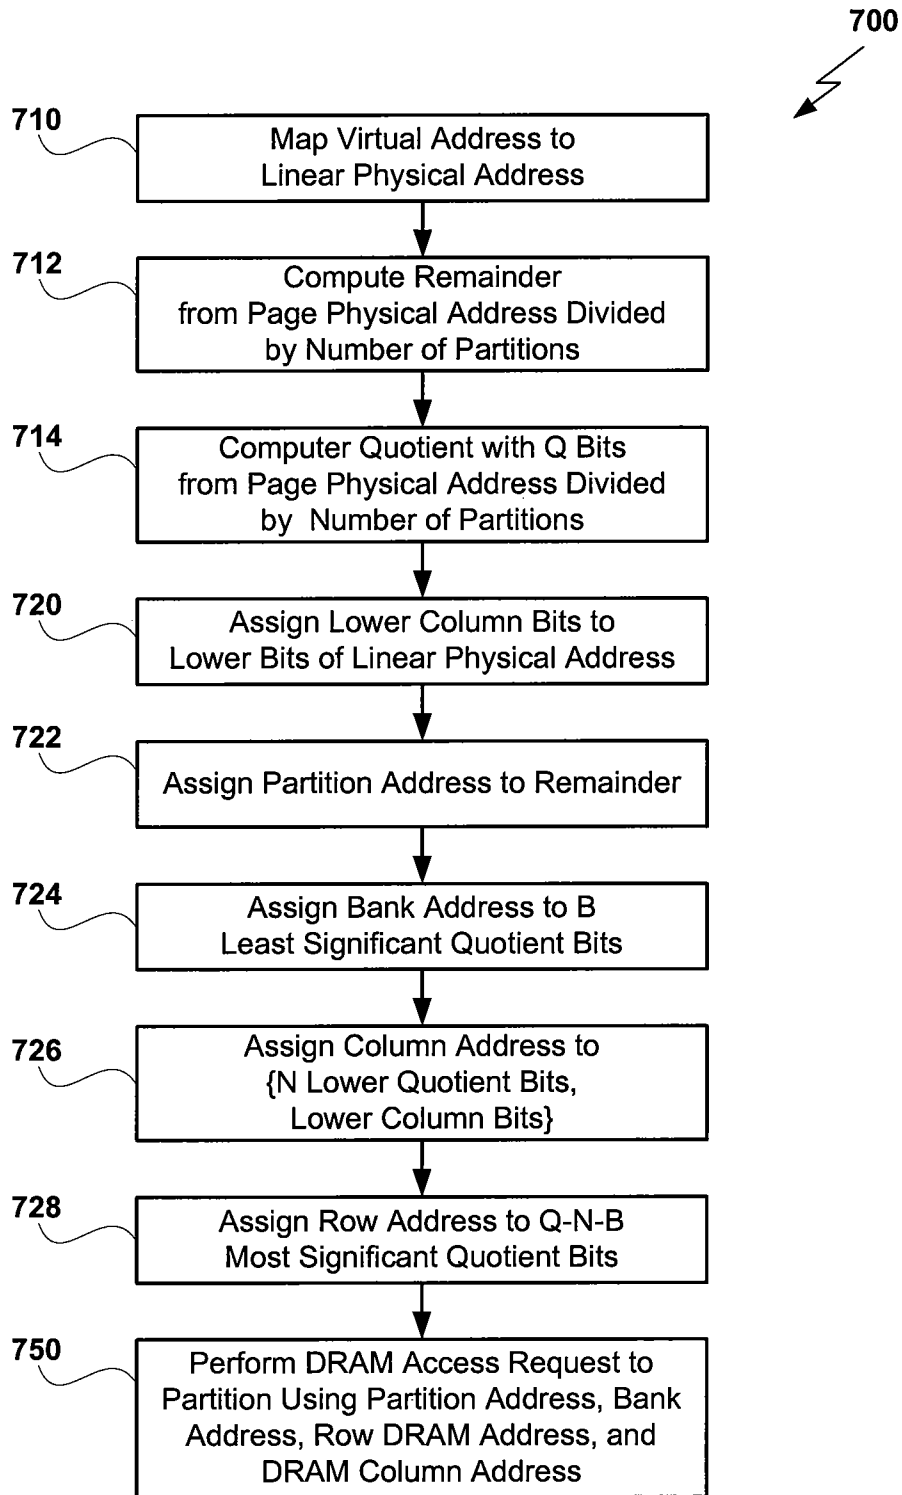 700
710
Map Virtual Address to
Linear Physical Address
712
Compute Remainder
from Page Physical Address Divided
by Number of Partitions
714
Computer Quotient with Q Bits
from Page Physical Address Divided
by Number of Partitions
720
Assign Lower Column Bits to
Lower Bits of Linear Physical Address
722
Assign Partition Address to Remainder
724
Assign Bank Address to B
Least Significant Quotient Bits
726
Assign Column Address to
{N Lower Quotient Bits,
Lower Column Bits}
728
Assign Row Address to Q-N-B
Most Significant Quotient Bits
750
Perform DRAM Access Request to
Partition Using Partition Address, Bank
Address, Row DRAM Address, and
DRAM Column Address